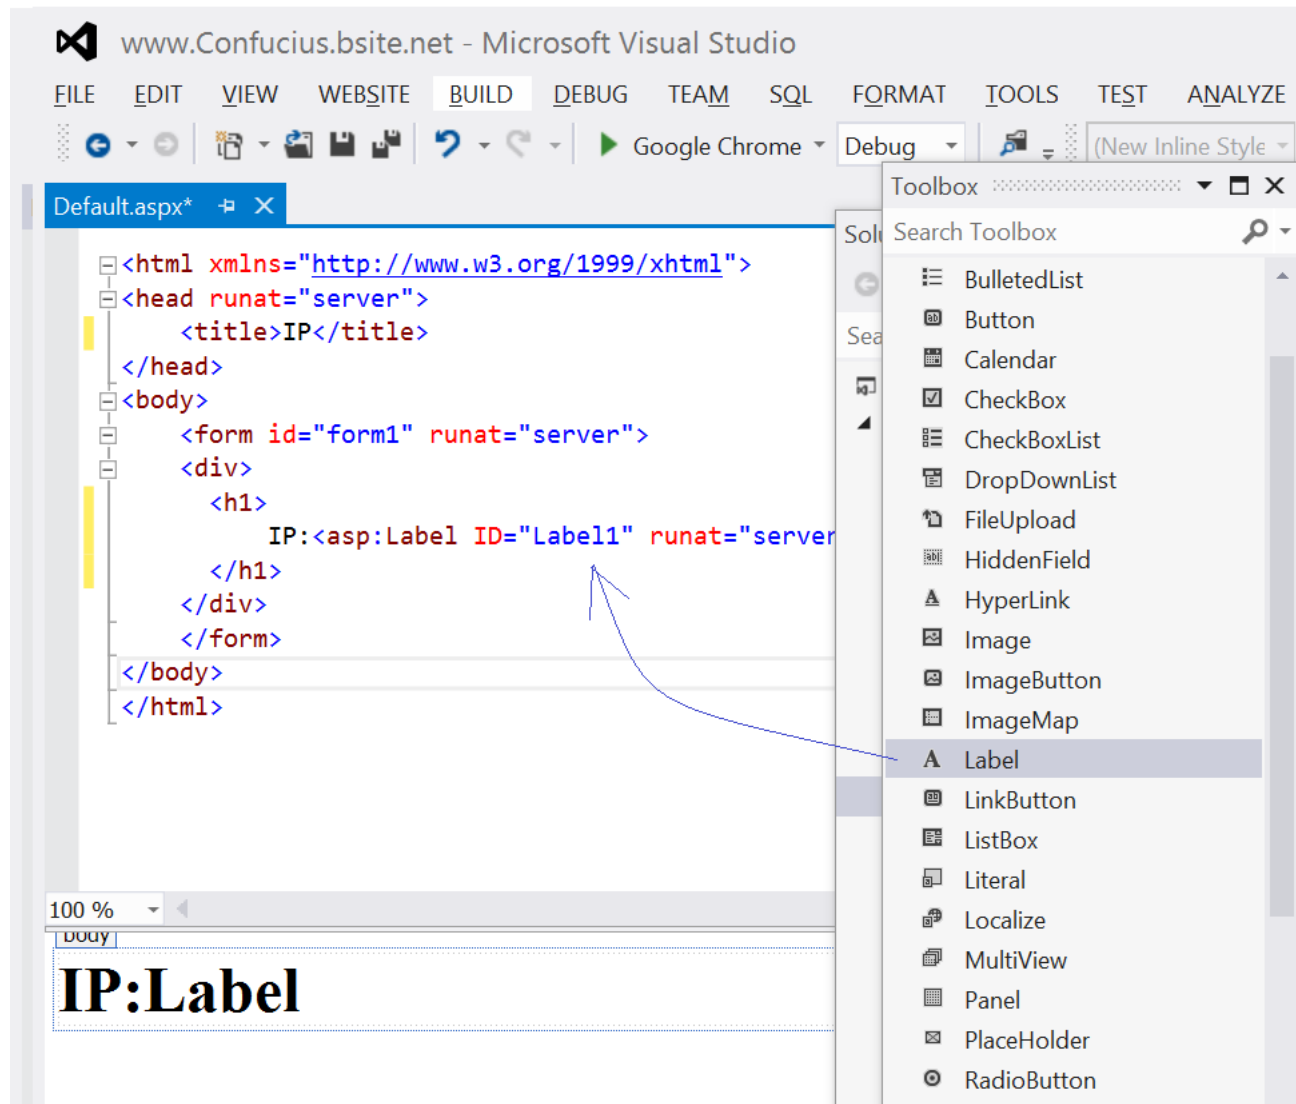 www.Confucius.bsite.net - Microsoft Visual Studio
FILE EDIT VIEW WEBSITE BUILD DEBUG TEAM SQL FORMAT TOOLS TEST ANALYZE
Google Chrome Debug (New Inline Style
Default.aspx*
<html xmlns="http://www.w3.org/1999/xhtml">
<head runat="server">
<title>IP</title>
</head>
<body>
<form id="form1" runat="server">
<div>
<h1>
IP:<asp:Label ID="Label1" runat="server
</h1>
</div>
</form>
</body>
</html>
100 %
body
IP:Label
Solu
Sea
Toolbox
Search Toolbox
BulletedList
Button
Calendar
CheckBox
CheckBoxList
DropDownList
FileUpload
HiddenField
HyperLink
Image
ImageButton
ImageMap
Label
LinkButton
ListBox
Literal
Localize
MultiView
Panel
PlaceHolder
RadioButton